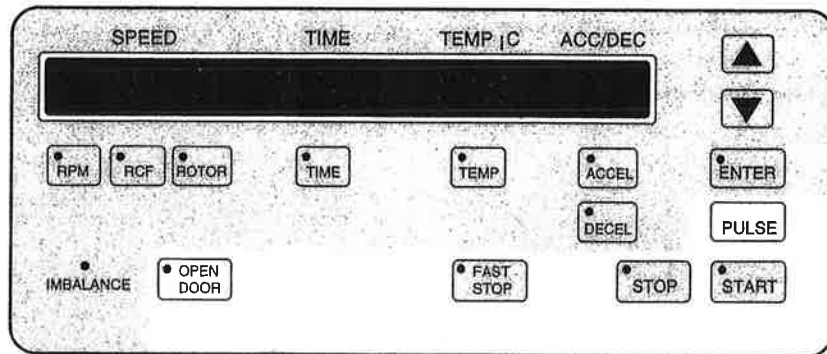 SPEED TIME TEMP ¡C ACC/DEC
RPM RCF ROTOR TIME TEMP ACCEL ENTER
DECEL PULSE
IMBALANCE OPEN DOOR FAST STOP STOP START